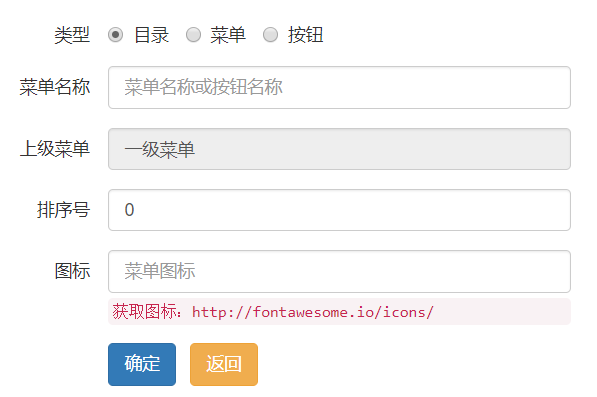 类型 目录 菜单 按钮
菜单名称 菜单名称或按钮名称
上级菜单 一级菜单
排序号 0
图标 菜单图标
获取图标：http://fontawesome.io/icons/
确定 返回